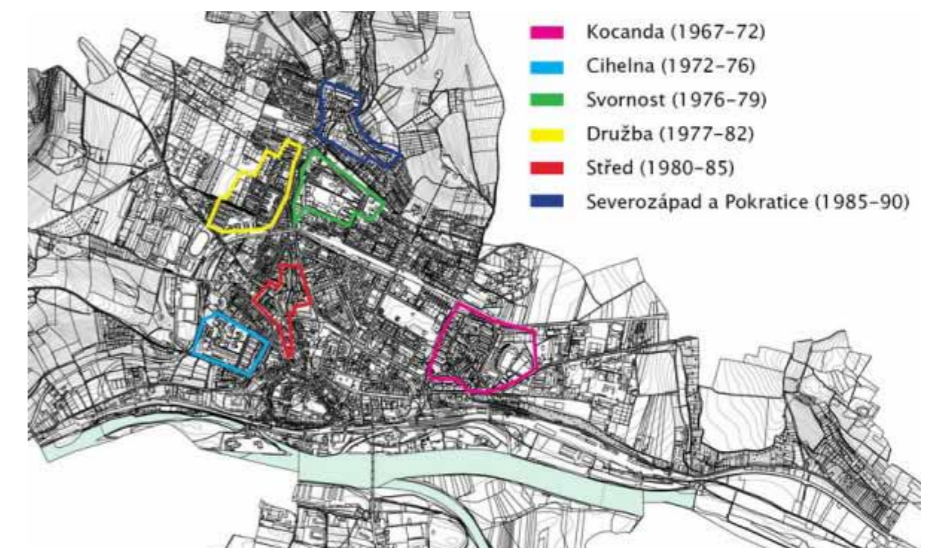 Kocanda (1967–72)
Cihelna (1972–76)
Svornost (1976–79)
Družba (1977–82)
Střed (1980–85)
Severozápad a Pokratice (1985–90)